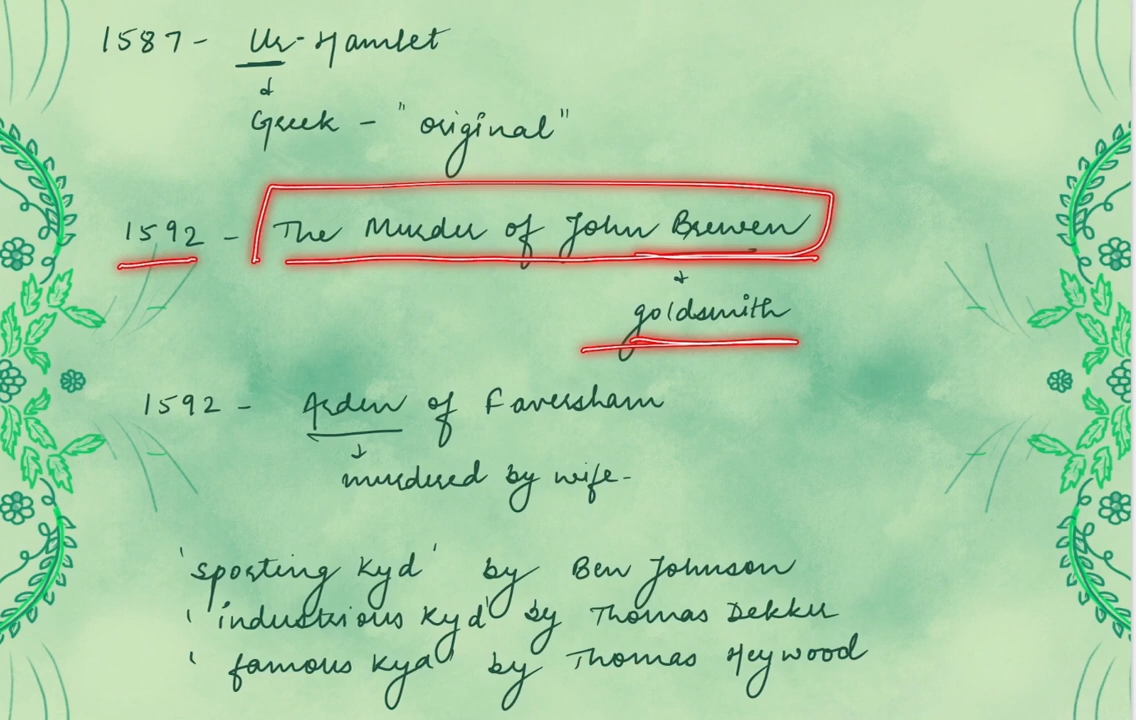 1587 - Ur-Hamlet
↓
Greek - "original"
1592 - The Murder of John Brewen
↓
goldsmith
1592 - Arden of Faversham
↓
murdered by wife-
'sporting Kyd' by Ben Johnson
'industrious Kyd' by Thomas Dekker
'famous Kyd' by Thomas Heywood